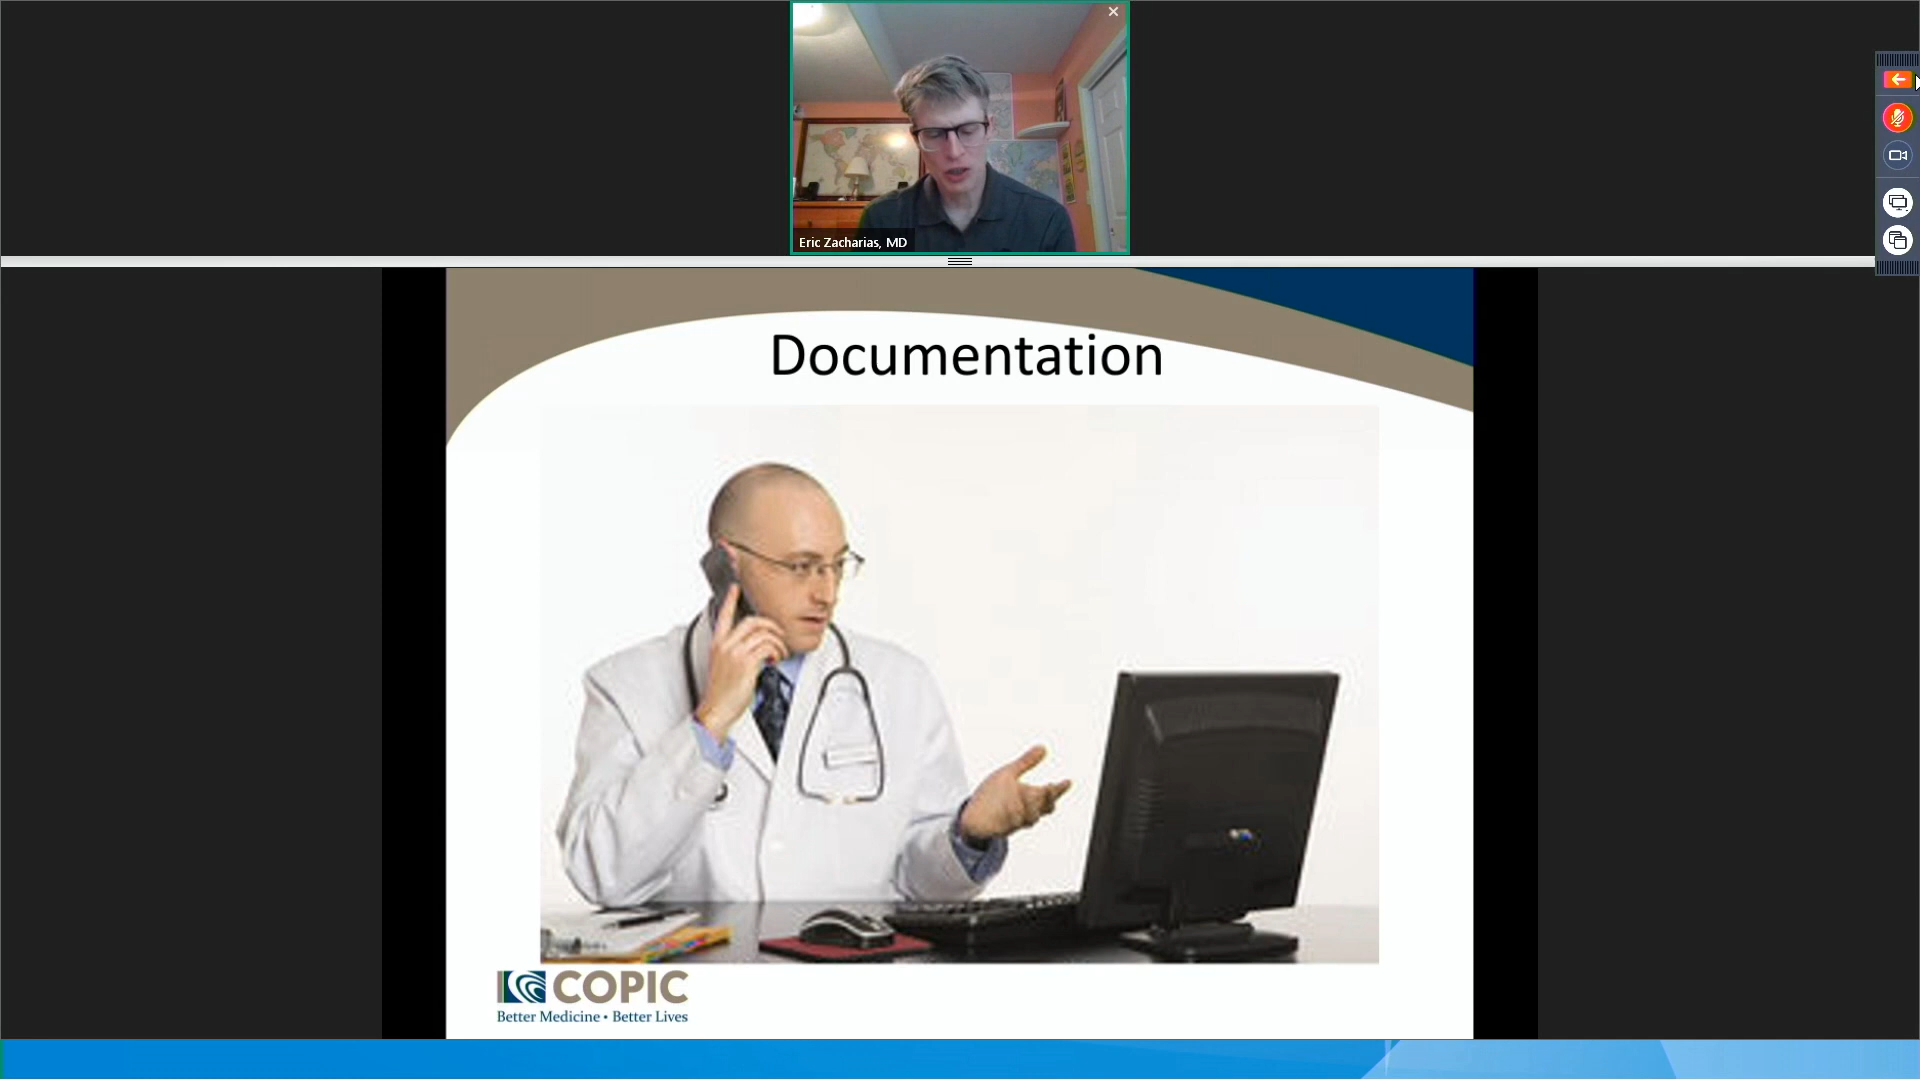 Eric Zacharias, MD
Documentation
COPIC
Better Medicine • Better Lives